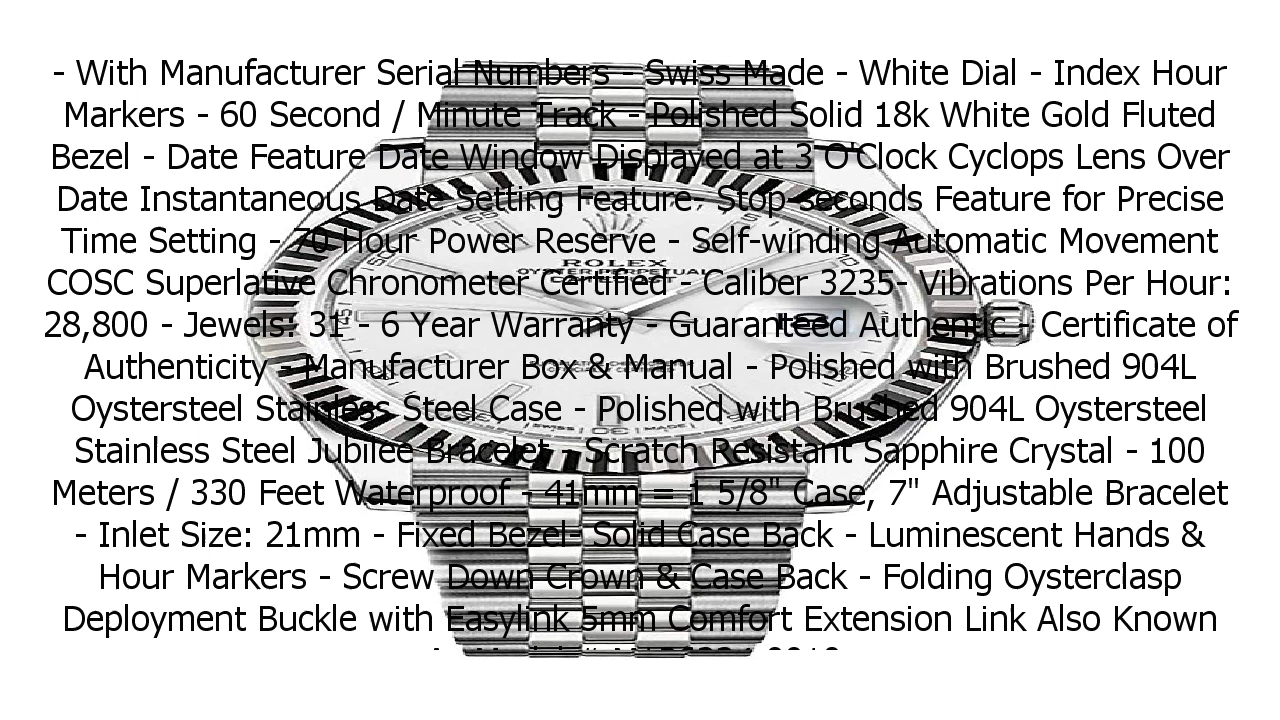 - With Manufacturer Serial Numbers - Swiss Made - White Dial - Index Hour
Markers - 60 Second / Minute Track - Polished Solid 18k White Gold Fluted
Bezel - Date Feature Date Window Displayed at 3 O'Clock Cyclops Lens Over
Date Instantaneous Date Setting Feature. Stop-seconds Feature for Precise
Time Setting - 70 Hour Power Reserve - Self-winding Automatic Movement
ROLEX
OYSTER PERPETUAL
COSC Superlative Chronometer Certified - Caliber 3235- Vibrations Per Hour:
28,800 - Jewels: 31 - 6 Year Warranty - Guaranteed Authentic - Certificate of
Authenticity - Manufacturer Box & Manual - Polished with Brushed 904L
Oystersteel Stainless Steel Case - Polished with Brushed 904L Oystersteel
SWISS MADE
Stainless Steel Jubilee Bracelet - Scratch Resistant Sapphire Crystal - 100
Meters / 330 Feet Waterproof - 41mm = 1 5/8" Case, 7" Adjustable Bracelet
- Inlet Size: 21mm - Fixed Bezel- Solid Case Back - Luminescent Hands &
Hour Markers - Screw Down Crown & Case Back - Folding Oysterclasp
Deployment Buckle with Easylink 5mm Comfort Extension Link Also Known